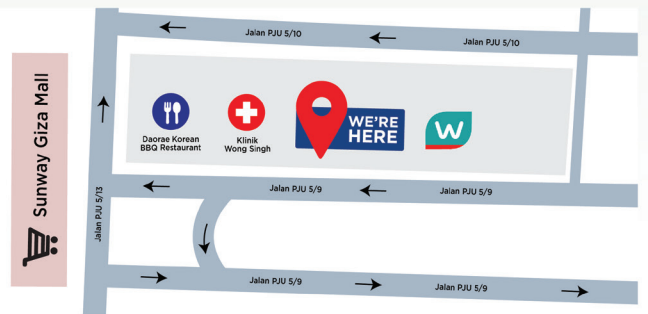 Jalan PJU 5/10
Jalan PJU 5/10
Sunway Giza Mall
Daorae Korean
BBQ Restaurant
Klinik
Wong Singh
WE'RE
HERE
W
Jalan PJU 5/13
Jalan PJU 5/9
Jalan PJU 5/9
Jalan PJU 5/9
Jalan PJU 5/9